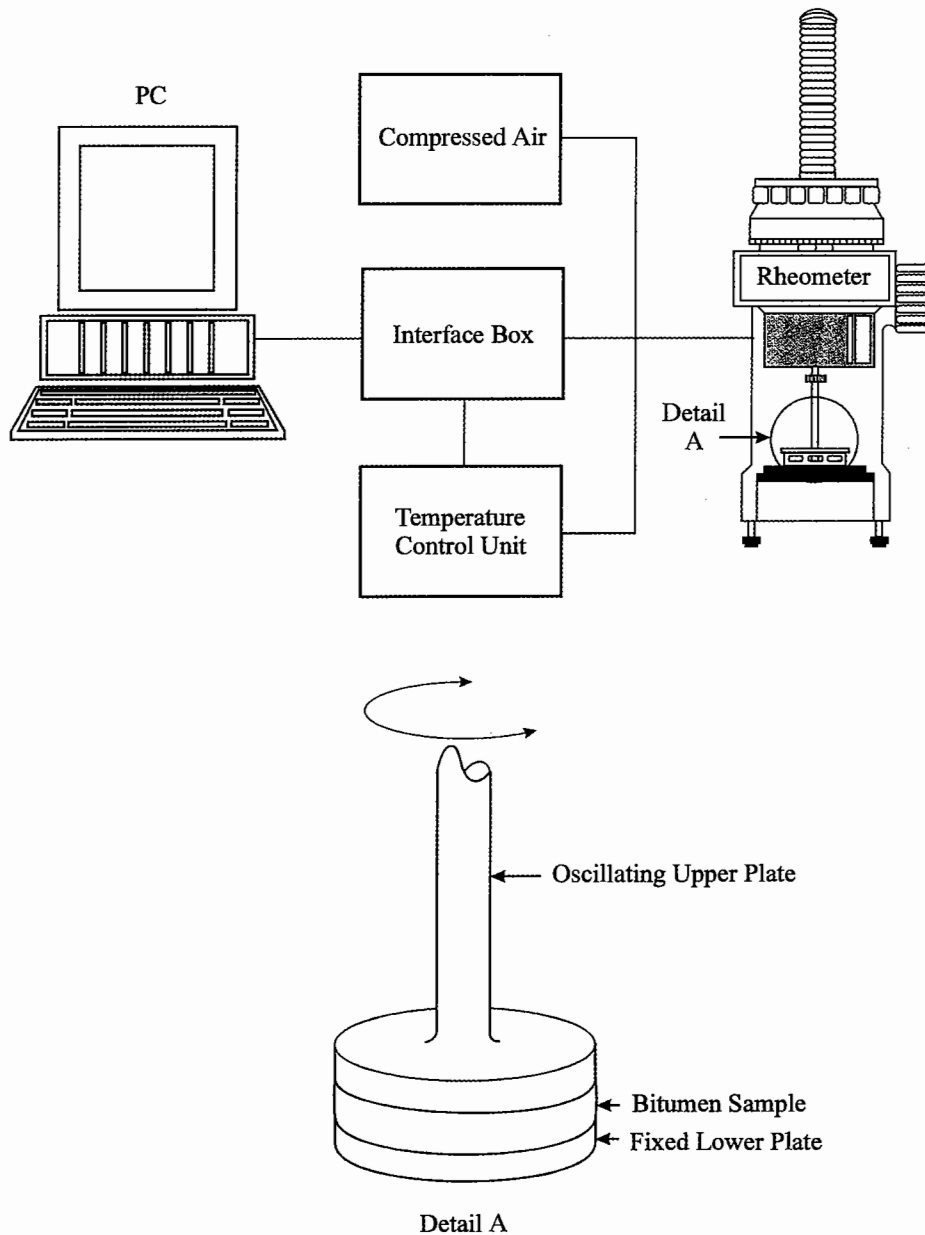 PC
Compressed Air
Rheometer
Interface Box
Detail
A
Temperature
Control Unit
Oscillating Upper Plate
Bitumen Sample
Fixed Lower Plate
Detail A